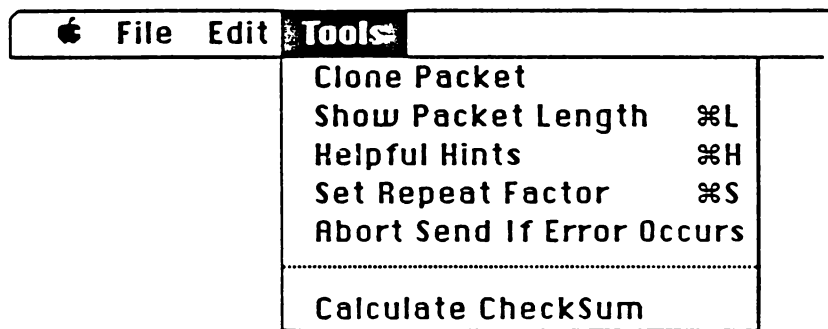 File Edit Tools
Clone Packet
Show Packet Length ⌘L
Helpful Hints ⌘H
Set Repeat Factor ⌘S
Abort Send If Error Occurs
Calculate CheckSum